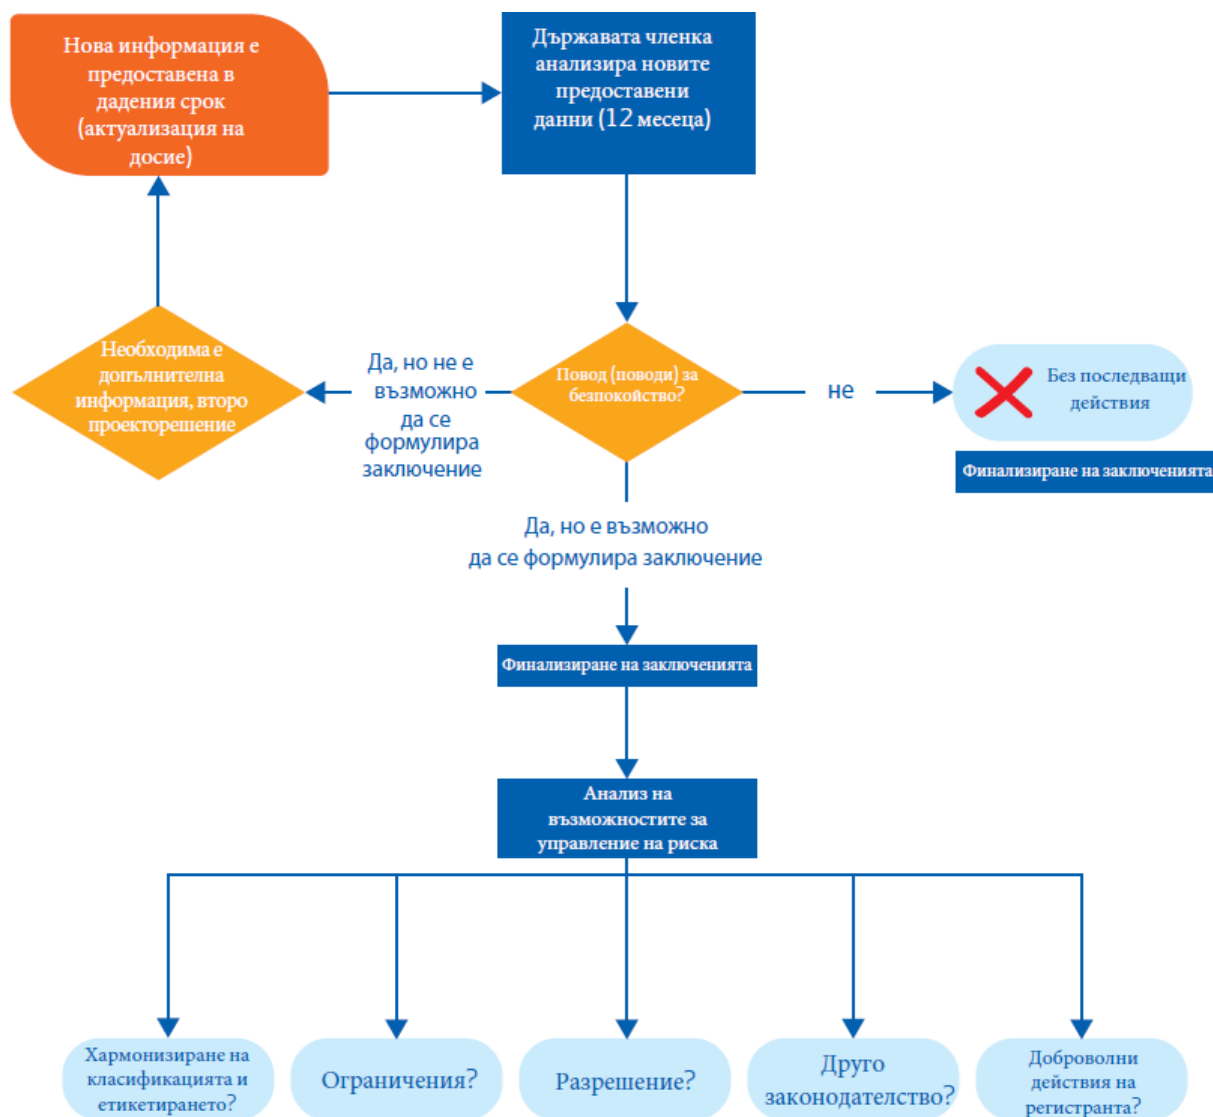 Нова информация е
предоставена в
дадения срок
(актуализация на
досие)
Държавата членка
анализира новите
предоставени
данни (12 месеца)
Необходима е
допълнителна
информация, второ
проекторешение
Да, но не е
възможно
да се
формулира
заключение
Повод (поводи) за
безпокойство?
не
Без последващи
действия
Финализиране на заключенията
Да, но е възможно
да се формулира заключение
Финализиране на заключенията
Анализ на
възможностите за
управление на риска
Хармонизиране на
класификацията и
етикетирането?
Ограничения?
Разрешение?
Друго
законодателство?
Доброволни
действия на
регистранта?